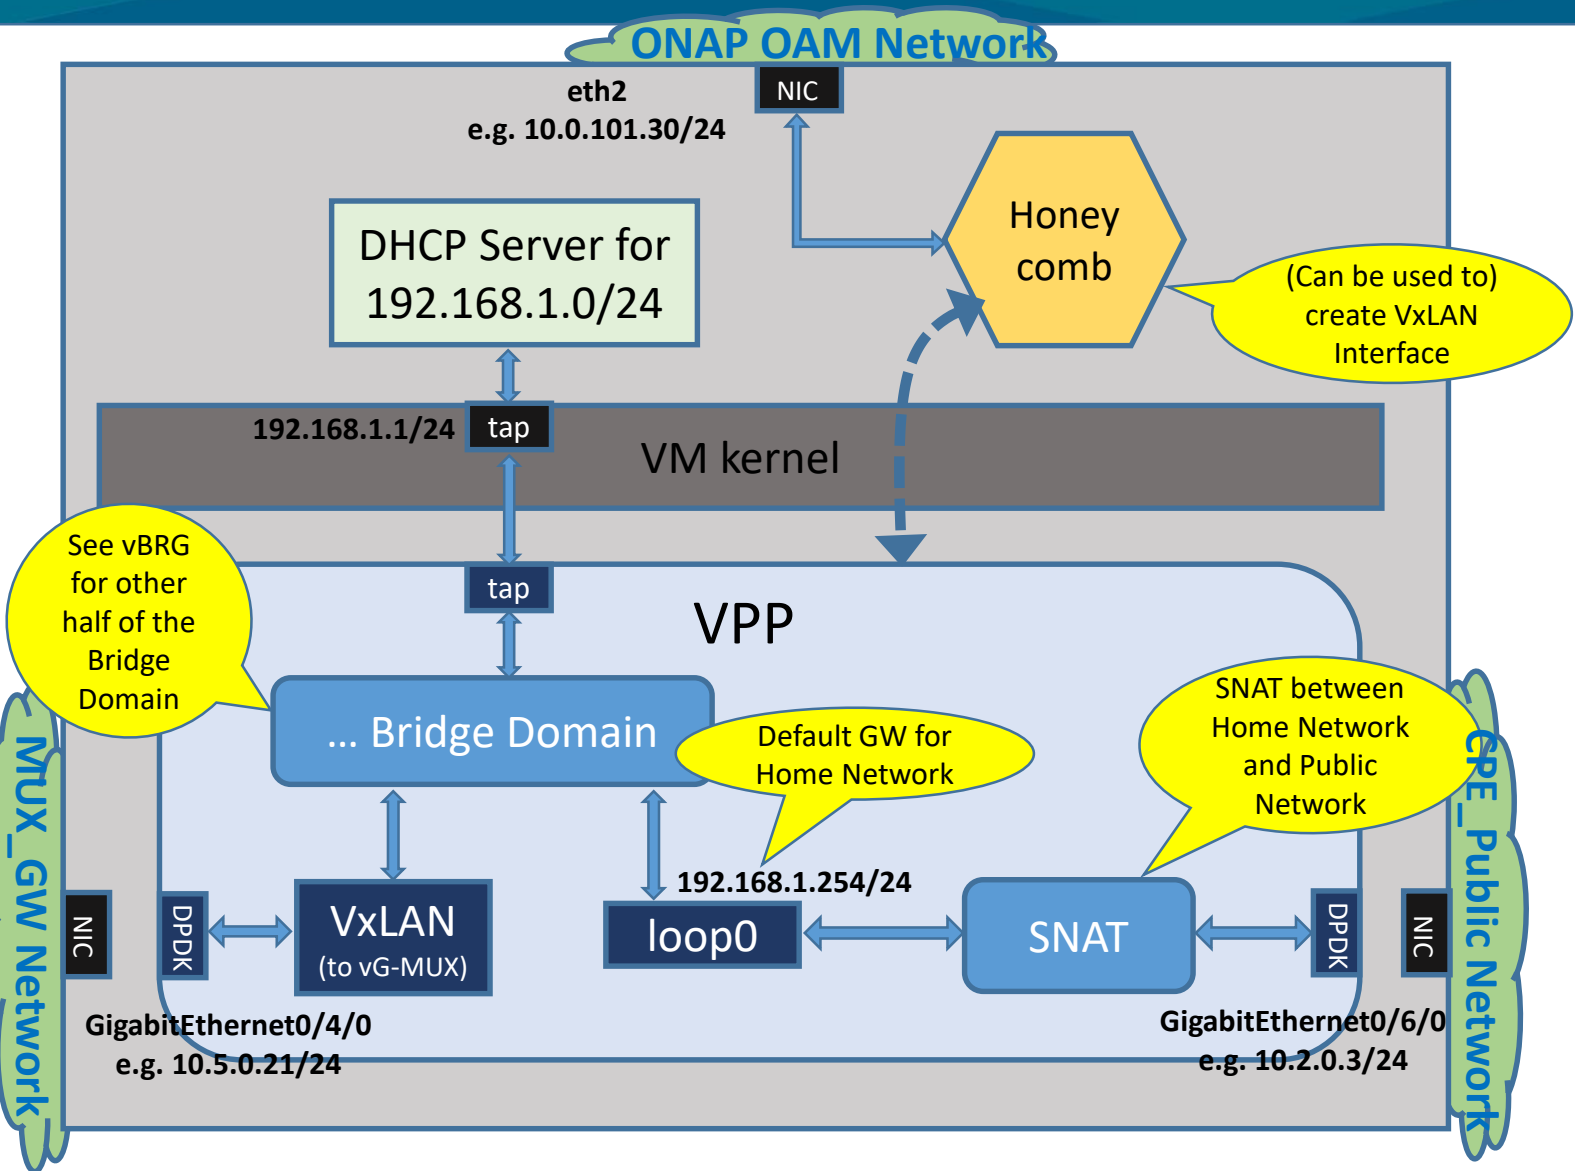 ONAP OAM Network
eth2
e.g. 10.0.101.30/24
NIC
Honey
comb
DHCP Server for
192.168.1.0/24
(Can be used to)
create VxLAN
Interface
192.168.1.1/24
tap
VM kernel
See vBRG
for other
half of the
Bridge
Domain
tap
VPP
... Bridge Domain
Default GW for
Home Network
SNAT between
Home Network
and Public
Network
MUX_GW Network
CPE_Public Network
NIC
DPDK
VxLAN
(to vG-MUX)
192.168.1.254/24
loop0
SNAT
DPDK
NIC
GigabitEthernet0/4/0
e.g. 10.5.0.21/24
GigabitEthernet0/6/0
e.g. 10.2.0.3/24